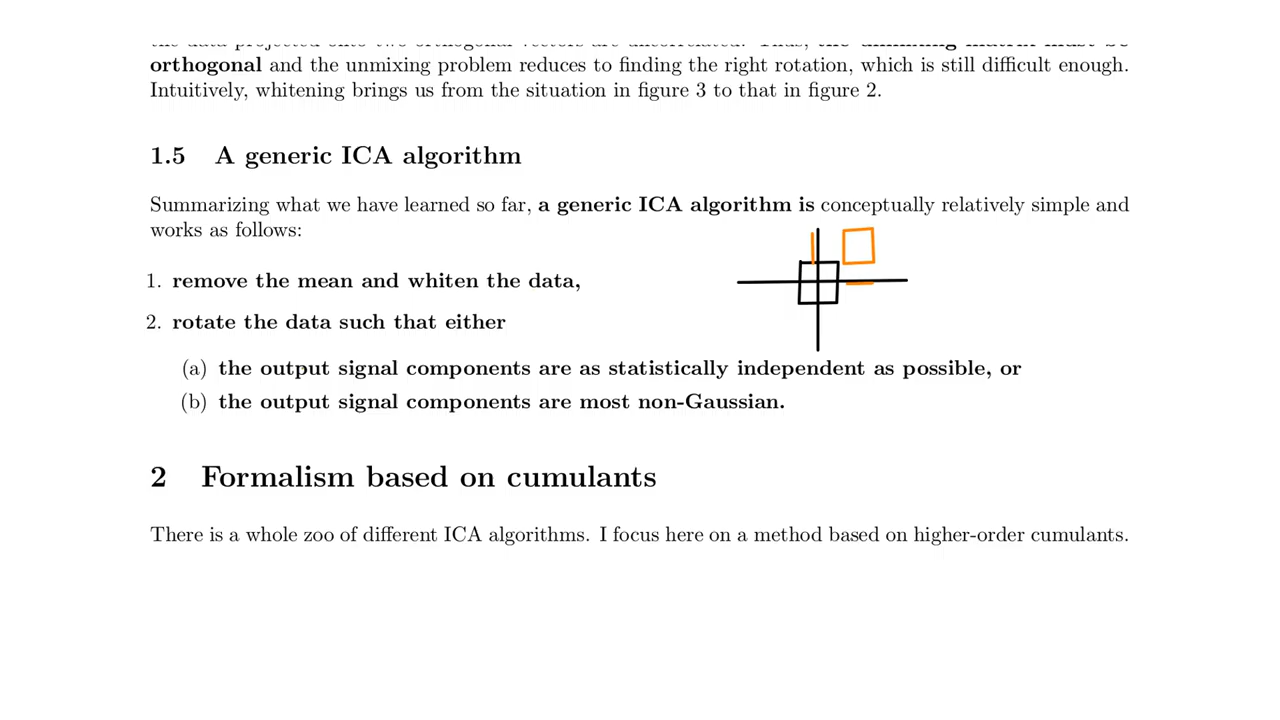 orthogonal and the unmixing problem reduces to finding the right rotation, which is still difficult enough.
Intuitively, whitening brings us from the situation in figure 3 to that in figure 2.
1.5 A generic ICA algorithm
Summarizing what we have learned so far, a generic ICA algorithm is conceptually relatively simple and
works as follows:
1. remove the mean and whiten the data,
2. rotate the data such that either
(a) the output signal components are as statistically independent as possible, or
(b) the output signal components are most non-Gaussian.
2 Formalism based on cumulants
There is a whole zoo of different ICA algorithms. I focus here on a method based on higher-order cumulants.